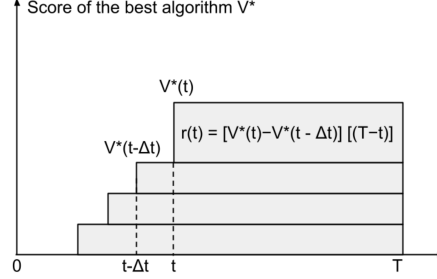 Score of the best algorithm V*
V*(t)
r(t) = [V*(t)−V*(t - Δt)] [(T−t)]
V*(t-Δt)
0
t-Δt
t
T